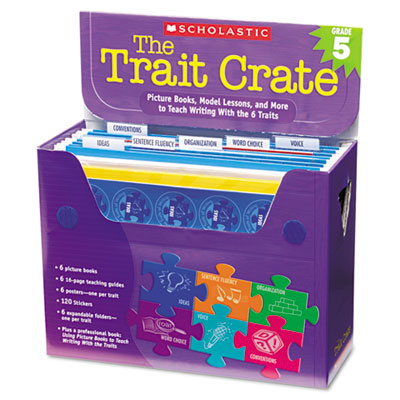 SCHOLASTIC
The
Trait Crate
GRADE
5
Picture Books, Model Lessons, and More
to Teach Writing With the 6 Traits
CONVENTIONS
IDEAS
SENTENCE FLUENCY
ORGANIZATION
WORD CHOICE
VOICE
IDEAS
IDEAS
IDEAS
• 6 picture books
• 6 16-page teaching guides
• 6 posters—one per trait
• 120 Stickers
• 6 expandable folders—
one per trait
• Plus a professional book:
Using Picture Books to Teach
Writing With the Traits
IDEAS
SENTENCE FLUENCY
ORGANIZATION
WORD CHOICE
VOICE
CONVENTIONS